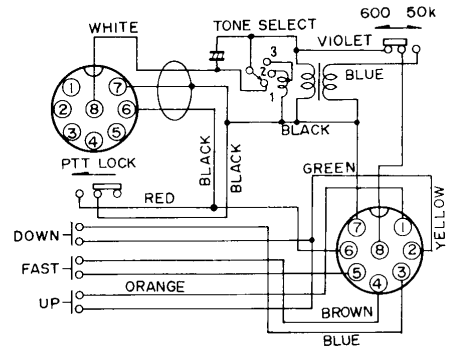 600 50k
WHITE
TONE SELECT
VIOLET
3
2
1
BLUE
1
7
2
8
6
3
4
5
BLACK
PTT LOCK
BLACK
BLACK
GREEN
RED
YELLOW
7
1
DOWN
6
8
2
FAST
5
4
3
ORANGE
UP
BROWN
BLUE